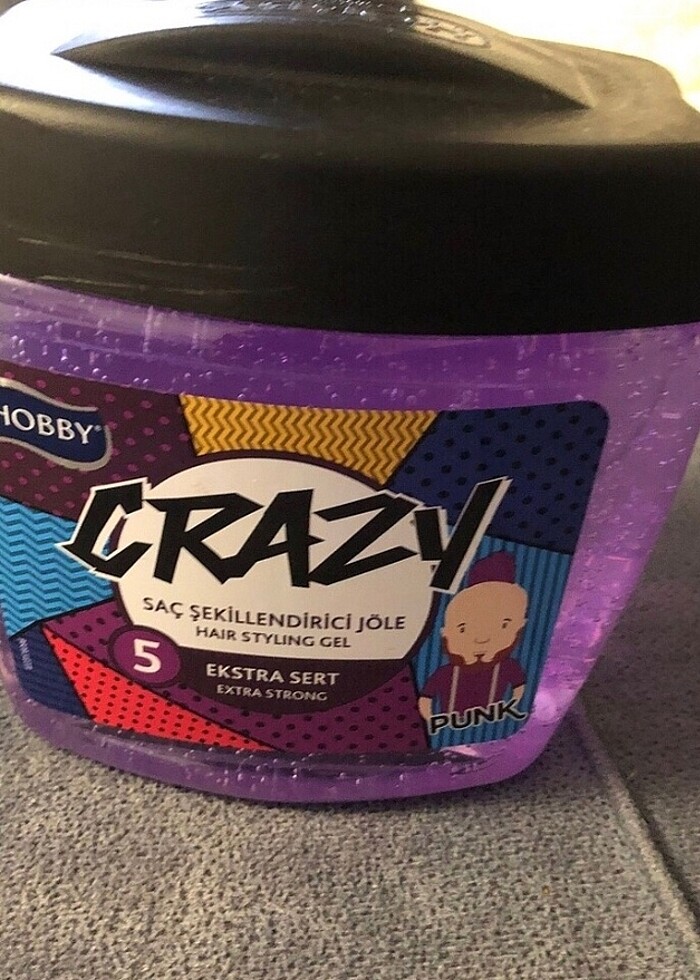 HOBBY
CRAZY
SAÇ ŞEKİLLENDİRİCİ JÖLE
HAIR STYLING GEL
5
EKSTRA SERT
EXTRA STRONG
PUNK